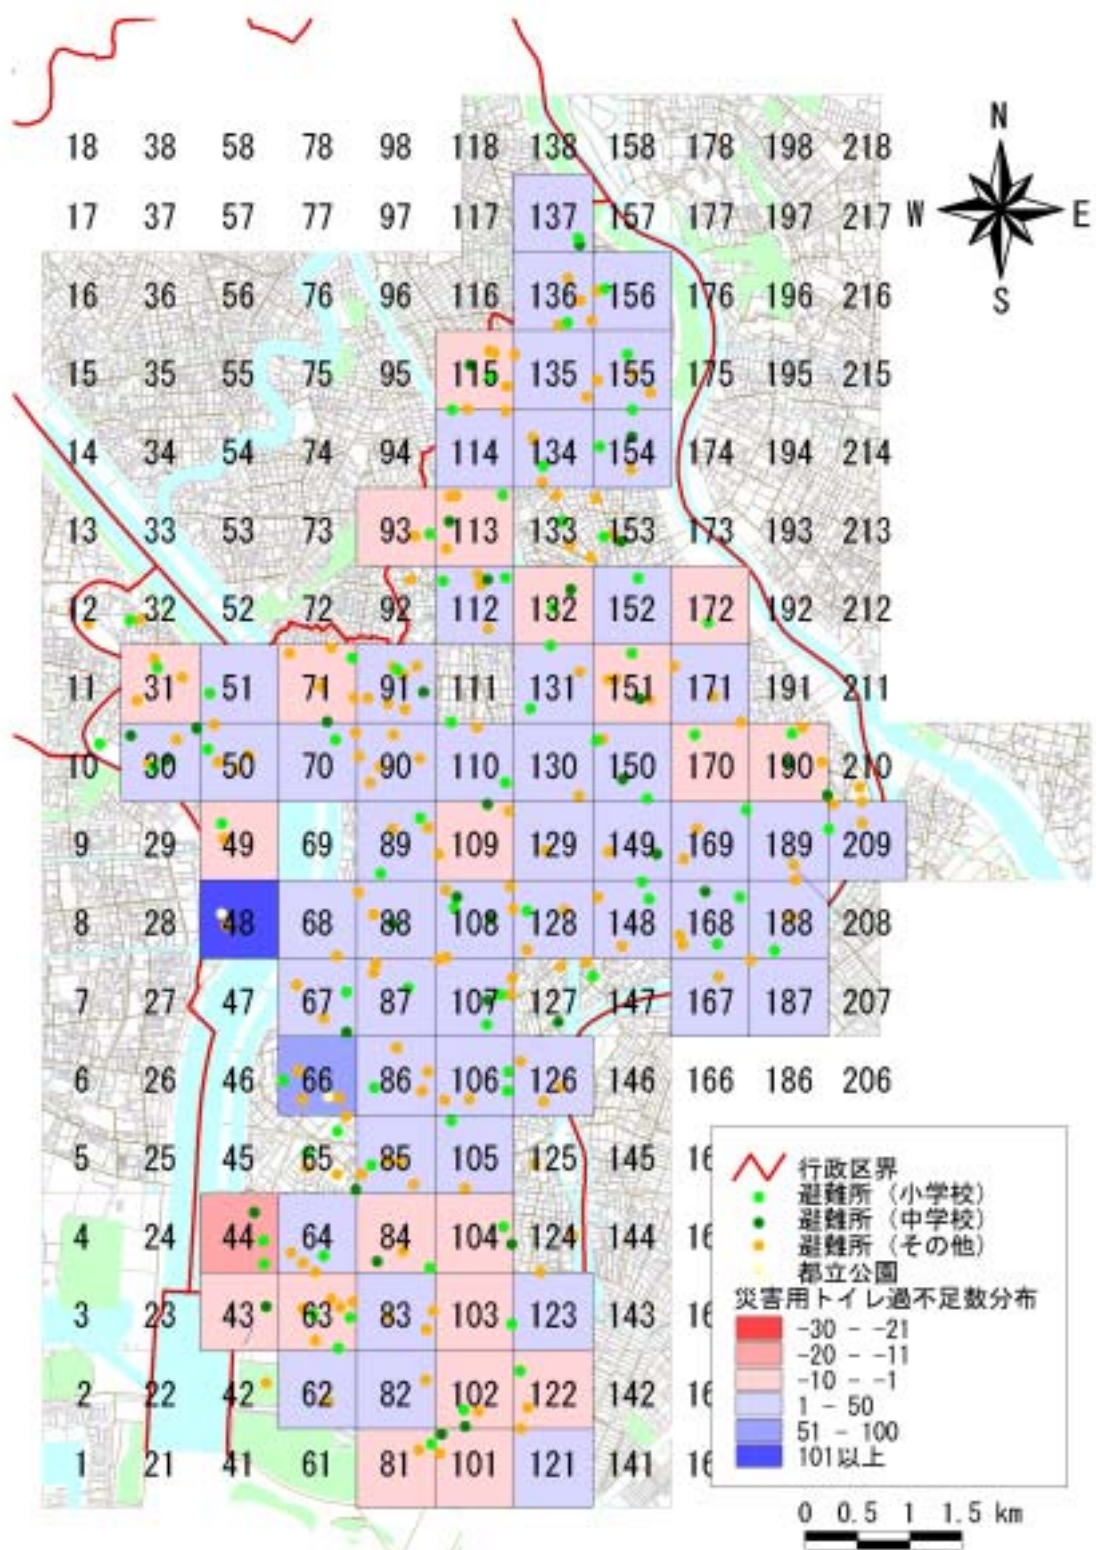 N
18 38 58 78 98 118 138 158 178 198 218
17 37 57 77 97 117 137 157 177 197 217 W E
16 36 56 76 96 116 136 156 176 196 216 S
15 35 55 75 95 115 135 155 175 195 215
14 34 54 74 94 114 134 154 174 194 214
13 33 53 73 93 113 133 153 173 193 213
12 32 52 72 92 112 132 152 172 192 212
11 31 51 71 91 111 131 151 171 191 211
10 30 50 70 90 110 130 150 170 190 210
9 29 49 69 89 109 129 149 169 189 209
8 28 48 68 88 108 128 148 168 188 208
7 27 47 67 87 107 127 147 167 187 207
6 26 46 66 86 106 126 146 166 186 206
5 25 45 65 85 105 125 145 16
4 24 44 64 84 104 124 144 16
3 23 43 63 83 103 123 143 16
2 22 42 62 82 102 122 142 16
1 21 41 61 81 101 121 141 16
行政区界
避難所（小学校）
避難所（中学校）
避難所（その他）
都立公園
災害用トイレ過不足数分布
-30 - -21
-20 - -11
-10 - -1
1 - 50
51 - 100
101以上
0 0.5 1 1.5 km